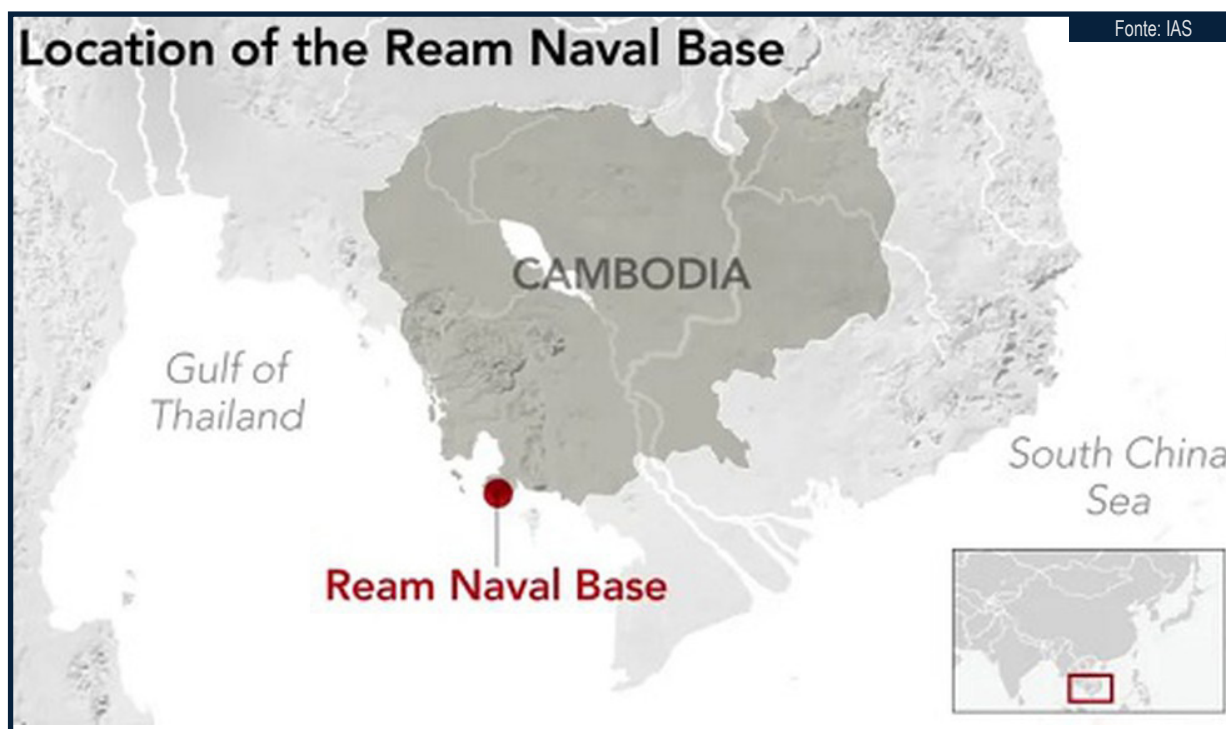 Location of the Ream Naval Base
Fonte: IAS
CAMBODIA
Gulf of
Thailand
South China
Sea
Ream Naval Base